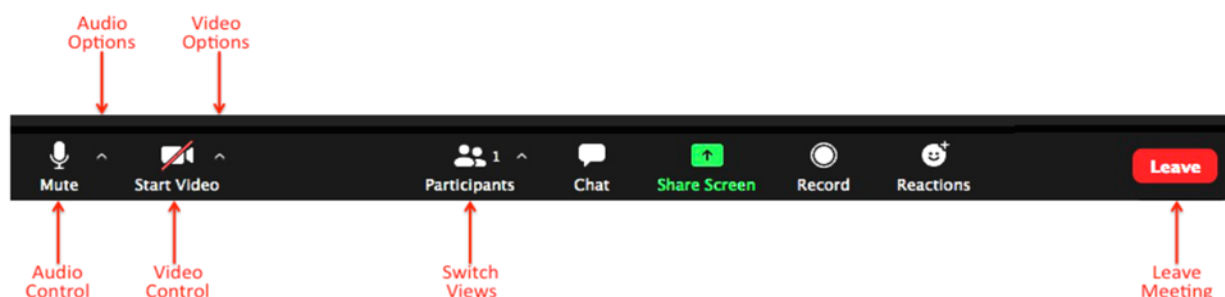 Audio Options
Video Options
1
Mute
Start Video
Participants
Chat
Share Screen
Record
Reactions
Leave
Audio Control
Video Control
Switch Views
Leave Meeting